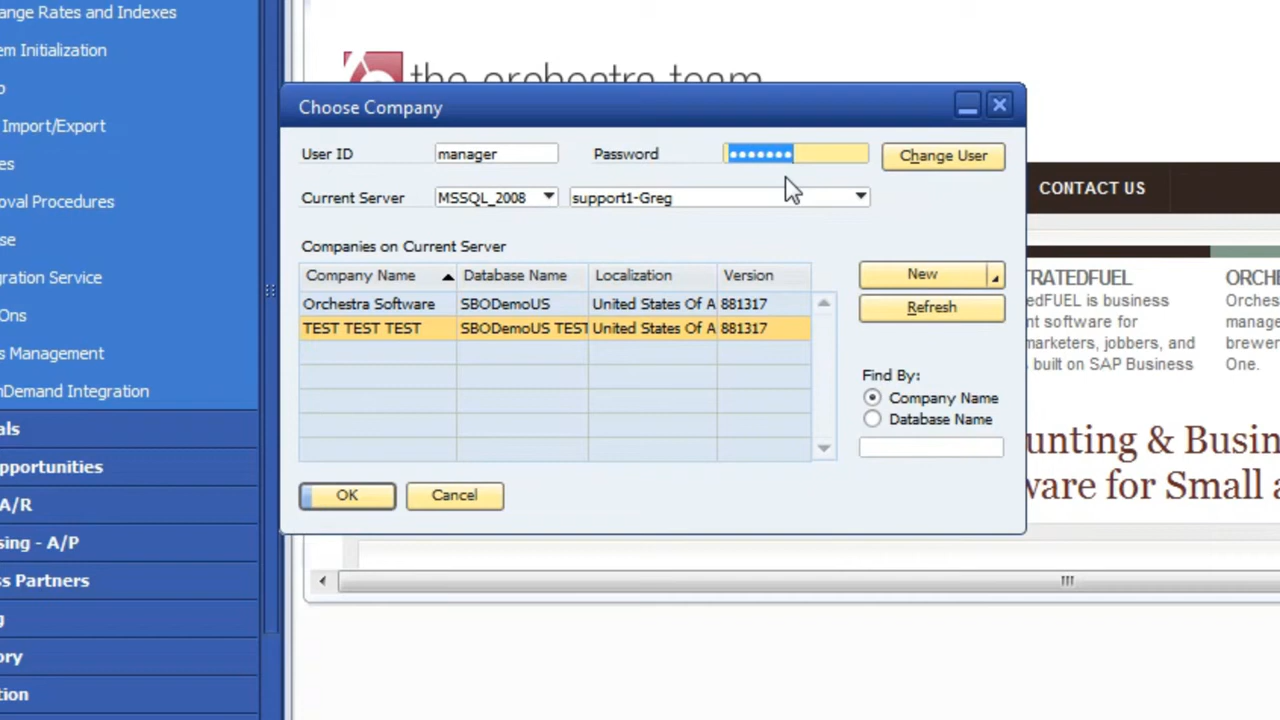 ange Rates and Indexes
em Initialization
p
Import/Export
es
oval Procedures
se
gration Service
Ons
s Management
nDemand Integration
als
pportunities
A/R
sing - A/P
s Partners
g
ory
tion
the orchestra team
Choose Company
User ID manager Password ••••••• Change User
Current Server MSSQL_2008 support1-Greg
Companies on Current Server
Company Name Database Name Localization Version
Orchestra Software SBODemoUS United States Of A 881317
TEST TEST TEST SBODemoUS TEST United States Of A 881317
New
Refresh
Find By:
Company Name
Database Name
OK Cancel
CONTACT US
TRATEDFUEL
edFUEL is business
nt software for
marketers, jobbers, and
s built on SAP Business
ORCHE
Orches
manage
brewer
One.
unting & Busin
ware for Small a